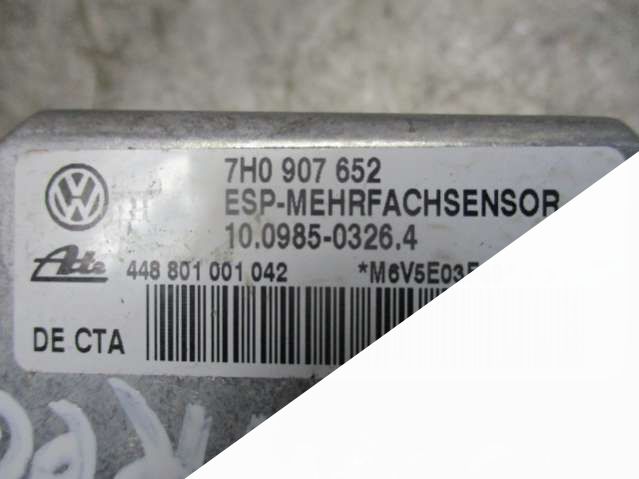 7H0 907 652
ESP-MEHRFACHSENSOR
10.0985-0326.4
Ate 448 801 001 042
DE CTA